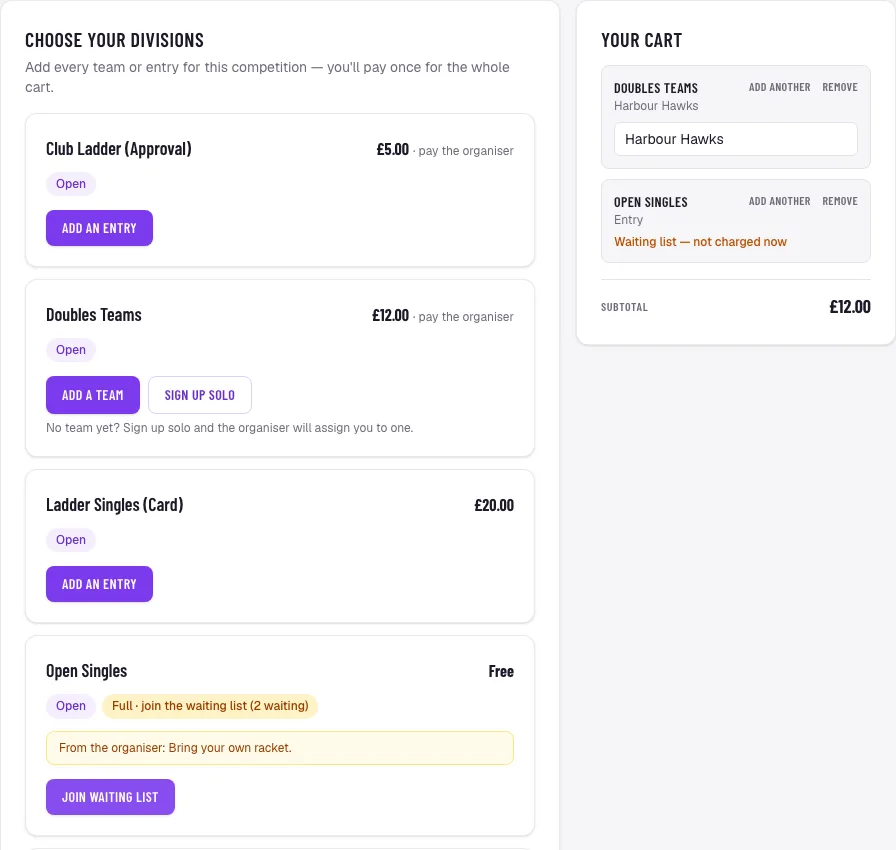 CHOOSE YOUR DIVISIONS
Add every team or entry for this competition — you'll pay once for the whole
cart.
Club Ladder (Approval)
£5.00 · pay the organiser
Open
ADD AN ENTRY
Doubles Teams
£12.00 · pay the organiser
Open
ADD A TEAM
SIGN UP SOLO
No team yet? Sign up solo and the organiser will assign you to one.
Ladder Singles (Card)
£20.00
Open
ADD AN ENTRY
Open Singles
Free
Open
Full · join the waiting list (2 waiting)
From the organiser: Bring your own racket.
JOIN WAITING LIST
YOUR CART
DOUBLES TEAMS
ADD ANOTHER
REMOVE
Harbour Hawks
Harbour Hawks
OPEN SINGLES
ADD ANOTHER
REMOVE
Entry
Waiting list — not charged now
SUBTOTAL
£12.00